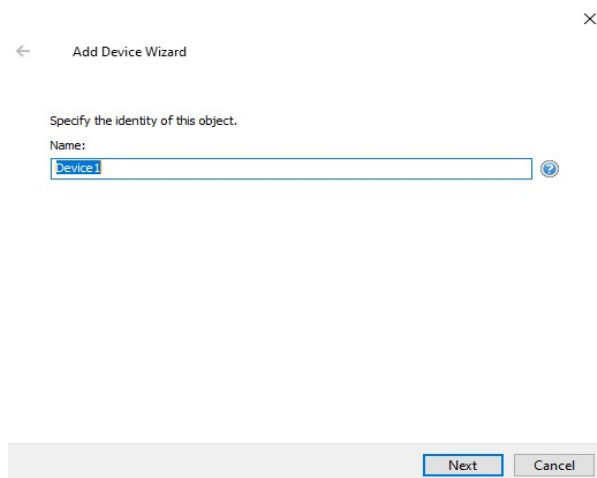 Add Device Wizard
Specify the identity of this object.
Name:
Device1
Next Cancel